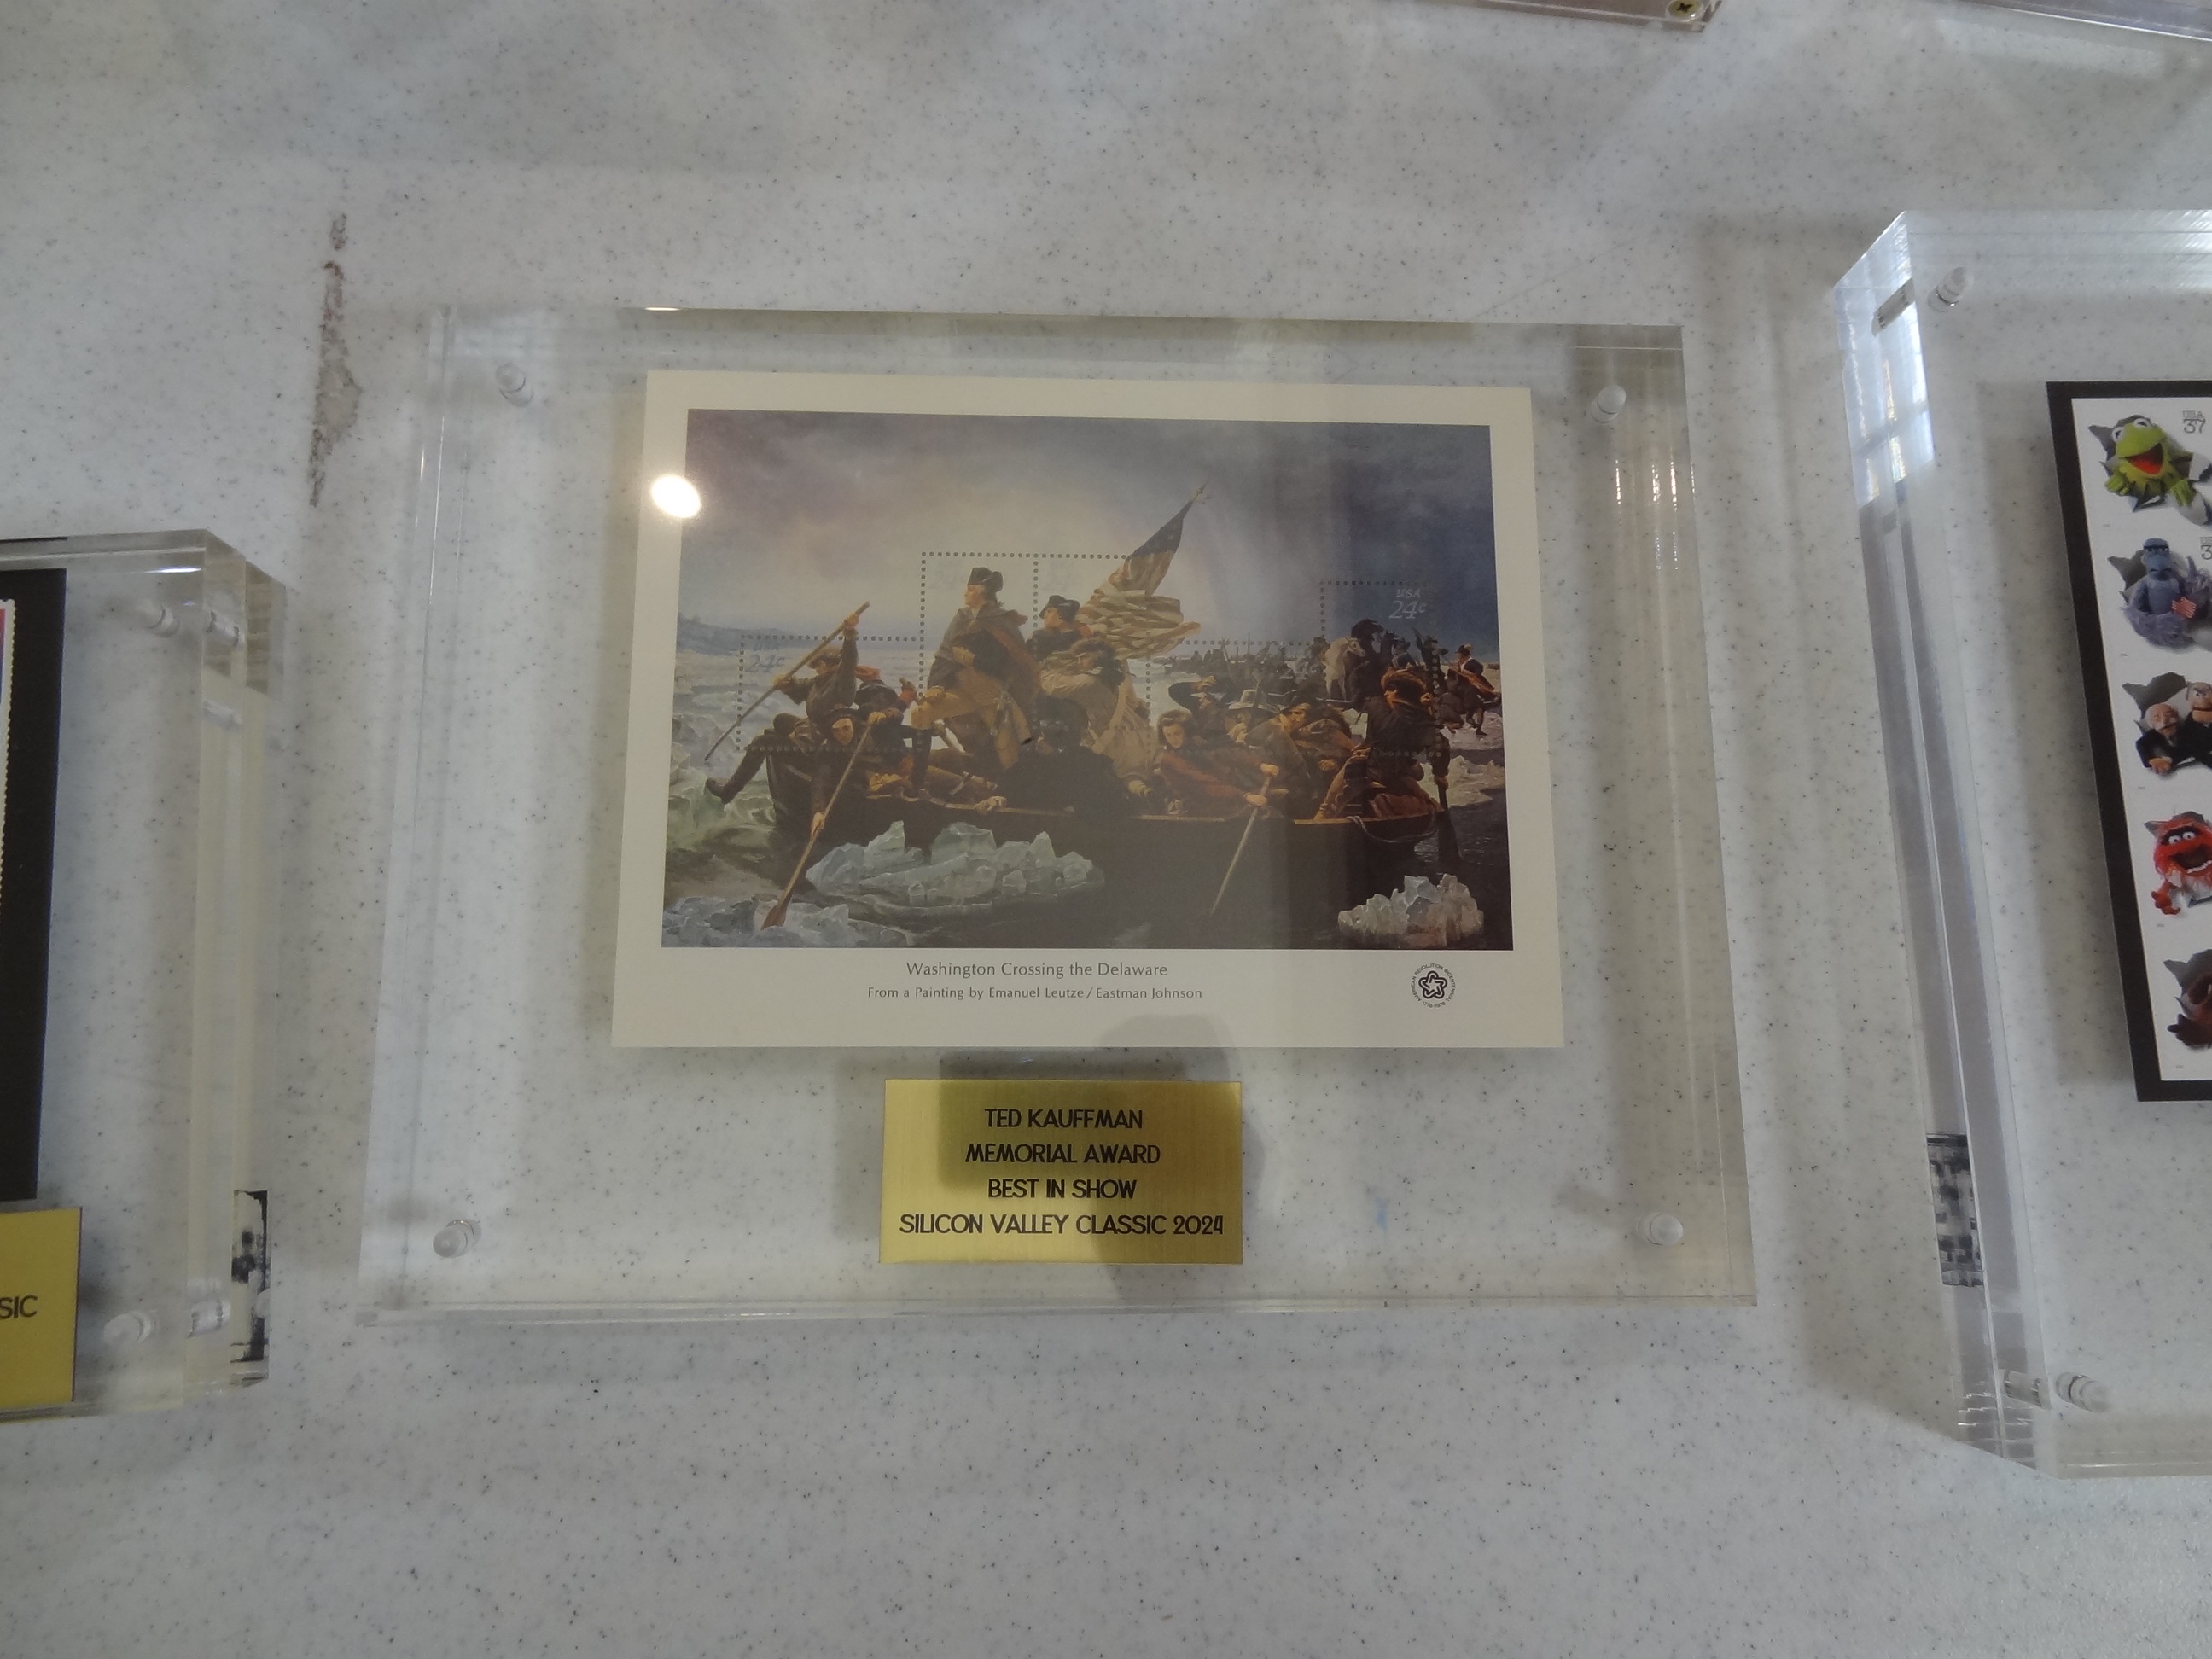 USA
24c
24c
24c
Washington Crossing the Delaware
From a Painting by Emanuel Leutze/Eastman Johnson
TED KAUFFMAN
MEMORIAL AWARD
BEST IN SHOW
SILICON VALLEY CLASSIC 2024
SIC
USA
37